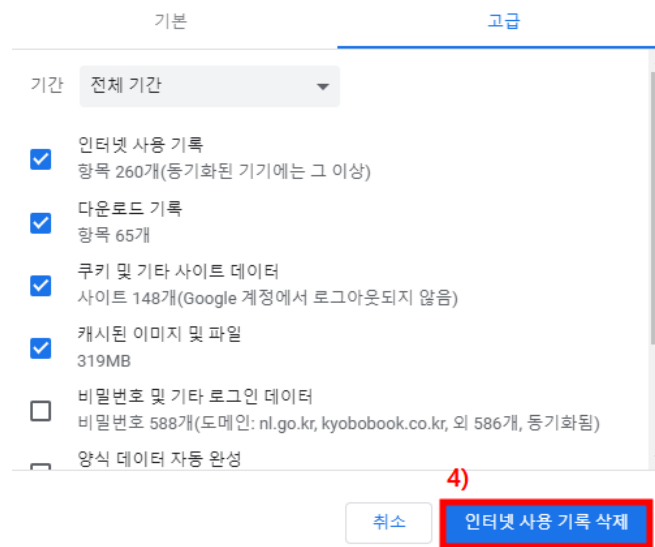 기본
고급
기간 전체 기간
인터넷 사용 기록
항목 260개(동기화된 기기에는 그 이상)
다운로드 기록
항목 65개
쿠키 및 기타 사이트 데이터
사이트 148개(Google 계정에서 로그아웃되지 않음)
캐시된 이미지 및 파일
319MB
비밀번호 및 기타 로그인 데이터
비밀번호 588개(도메인: nl.go.kr, kyobobook.co.kr, 외 586개, 동기화됨)
양식 데이터 자동 완성
4)
취소
인터넷 사용 기록 삭제